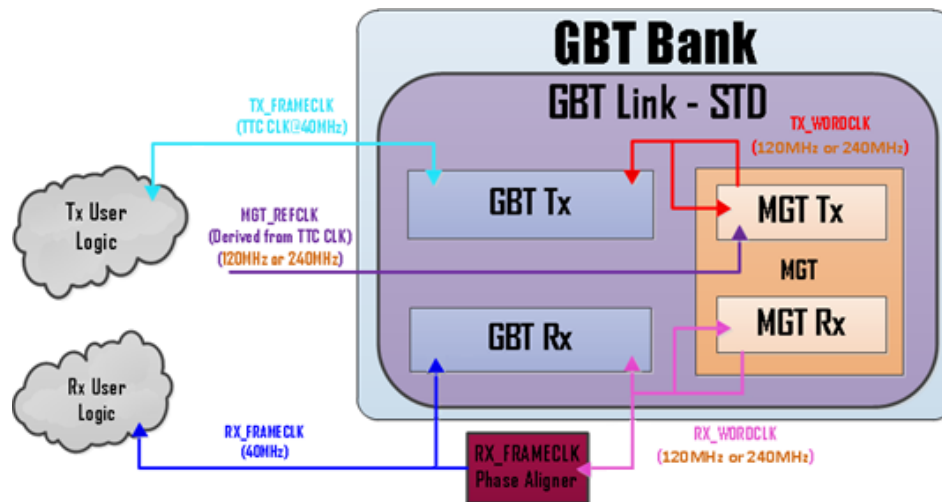 GBT Bank
GBT Link - STD
TX_FRAMECLK
(TTC CLK@40MHz)
TX_WORDCLK
(120MHz or 240MHz)
Tx User
Logic
GBT Tx
MGT Tx
MGT_REFCLK
(Derived from TTC CLK)
(120MHz or 240MHz)
MGT
GBT Rx
MGT Rx
Rx User
Logic
RX_FRAMECLK
(40MHz)
RX_FRAMECLK
Phase Aligner
RX_WORDCLK
(120MHz or 240MHz)